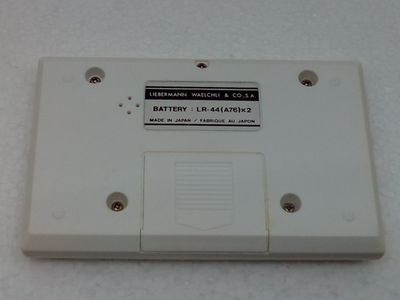 LIEBERMANN WAELCHLI & CO.,S.A.
BATTERY : LR-44(A76)×2
MADE IN JAPAN / FABRIQUE AU JAPON